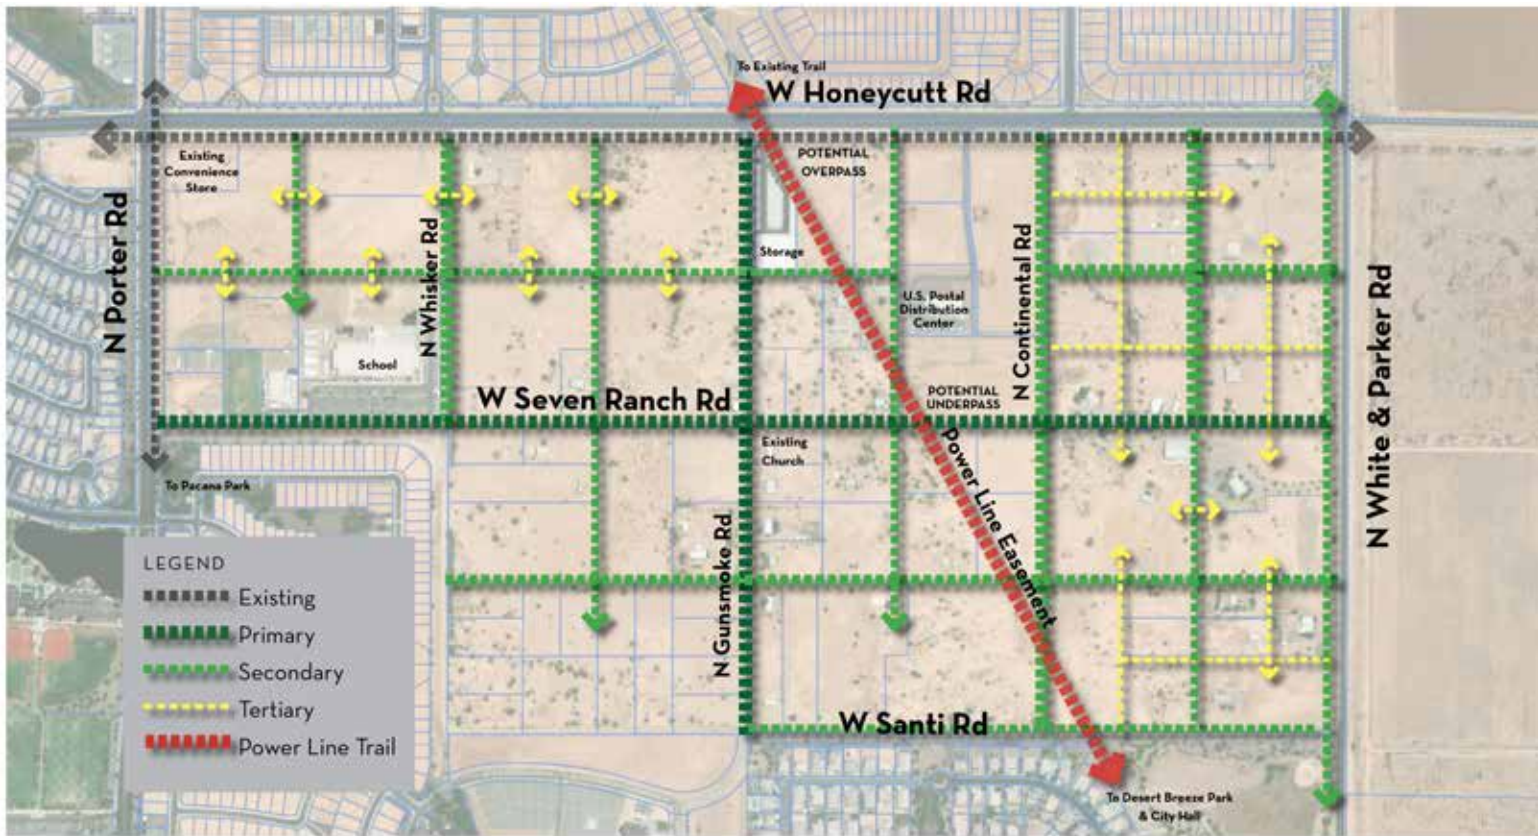 To Existing Trail
W Honeycutt Rd
Existing
Convenience
Store
POTENTIAL
OVERPASS
N Porter Rd
N Whisker Rd
Storage
N Continental Rd
U.S. Postal
Distribution
Center
N White & Parker Rd
School
W Seven Ranch Rd
POTENTIAL
UNDERPASS
Existing
Church
Power Line Easement
To Pacana Park
N Gunsmoke Rd
LEGEND
Existing
Primary
Secondary
Tertiary
Power Line Trail
W Santi Rd
To Desert Breeze Park
& City Hall